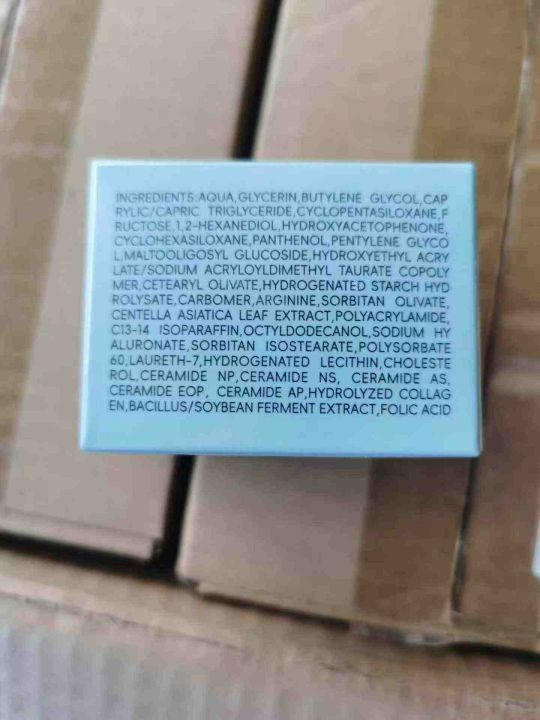 INGREDIENTS:AQUA,GLYCERIN,BUTYLENE GLYCOL,CAP
RYLIC/CAPRIC TRIGLYCERIDE,CYCLOPENTASILOXANE,F
RUCTOSE,1,2-HEXANEDIOL,HYDROXYACETOPHENONE,
CYCLOHEXASILOXANE,PANTHENOL,PENTYLENE GLYCO
L,MALTOOLIGOSYL GLUCOSIDE,HYDROXYETHYL ACRY
LATE/SODIUM ACRYLOYLDIMETHYL TAURATE COPOLY
MER,CETEARYL OLIVATE,HYDROGENATED STARCH HYD
ROLYSATE,CARBOMER,ARGININE,SORBITAN OLIVATE,
CENTELLA ASIATICA LEAF EXTRACT,POLYACRYLAMIDE,
C13-14 ISOPARAFFIN,OCTYLDODECANOL,SODIUM HY
ALURONATE,SORBITAN ISOSTEARATE,POLYSORBATE
60,LAURETH-7,HYDROGENATED LECITHIN,CHOLESTE
ROL,CERAMIDE NP,CERAMIDE NS, CERAMIDE AS,
CERAMIDE EOP, CERAMIDE AP,HYDROLYZED COLLAG
EN,BACILLUS/SOYBEAN FERMENT EXTRACT,FOLIC ACID